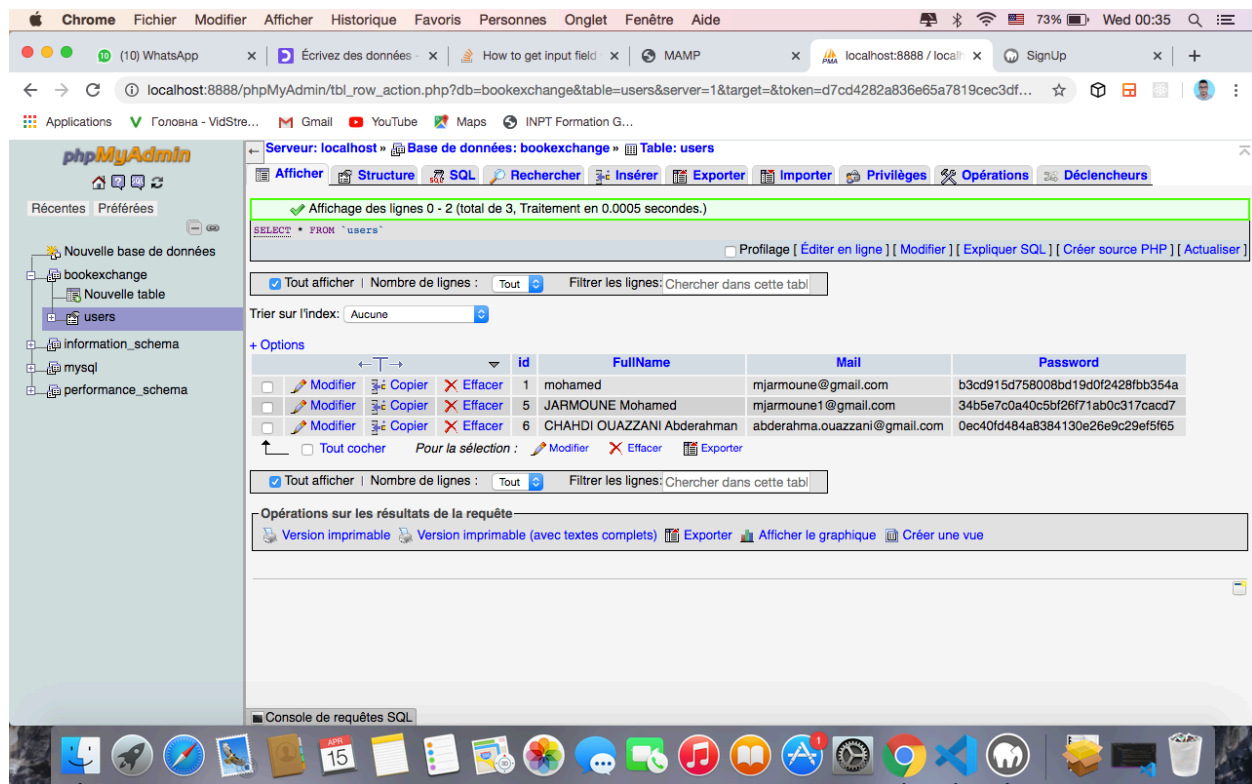 Chrome Fichier Modifier Afficher Historique Favoris Personnes Onglet Fenêtre Aide 73% Wed 00:35
(10) WhatsApp
Écrivez des données -
How to get input field
MAMP
localhost:8888 / localh
SignUp
localhost:8888/phpMyAdmin/tbl_row_action.php?db=bookexchange&table=users&server=1&target=&token=d7cd4282a836e65a7819cec3df...
Applications Головна - VidStre... Gmail YouTube Maps INPT Formation G...
phpMyAdmin
Récentes Préférées
Nouvelle base de données
bookexchange
Nouvelle table
users
information_schema
mysql
performance_schema
Serveur: localhost » Base de données: bookexchange » Table: users
Afficher Structure SQL Rechercher Insérer Exporter Importer Privilèges Opérations Déclencheurs
Affichage des lignes 0 - 2 (total de 3, Traitement en 0.0005 secondes.)
SELECT * FROM `users`
Profilage [ Éditer en ligne ] [ Modifier ] [ Expliquer SQL ] [ Créer source PHP ] [ Actualiser ]
Tout afficher | Nombre de lignes : Tout Filtrer les lignes: Chercher dans cette tabl
Trier sur l'index: Aucune
+ Options
←T→ id FullName Mail Password
Modifier Copier Effacer 1 mohamed mjarmoune@gmail.com b3cd915d758008bd19d0f2428fbb354a
Modifier Copier Effacer 5 JARMOUNE Mohamed mjarmoune1@gmail.com 34b5e7c0a40c5bf26f71ab0c317cacd7
Modifier Copier Effacer 6 CHAHDI OUAZZANI Abderahman abderahma.ouazzani@gmail.com 0ec40fd484a8384130e26e9c29ef5f65
Tout cocher Pour la sélection : Modifier Effacer Exporter
Tout afficher | Nombre de lignes : Tout Filtrer les lignes: Chercher dans cette tabl
Opérations sur les résultats de la requête
Version imprimable Version imprimable (avec textes complets) Exporter Afficher le graphique Créer une vue
Console de requêtes SQL
APR
15
1